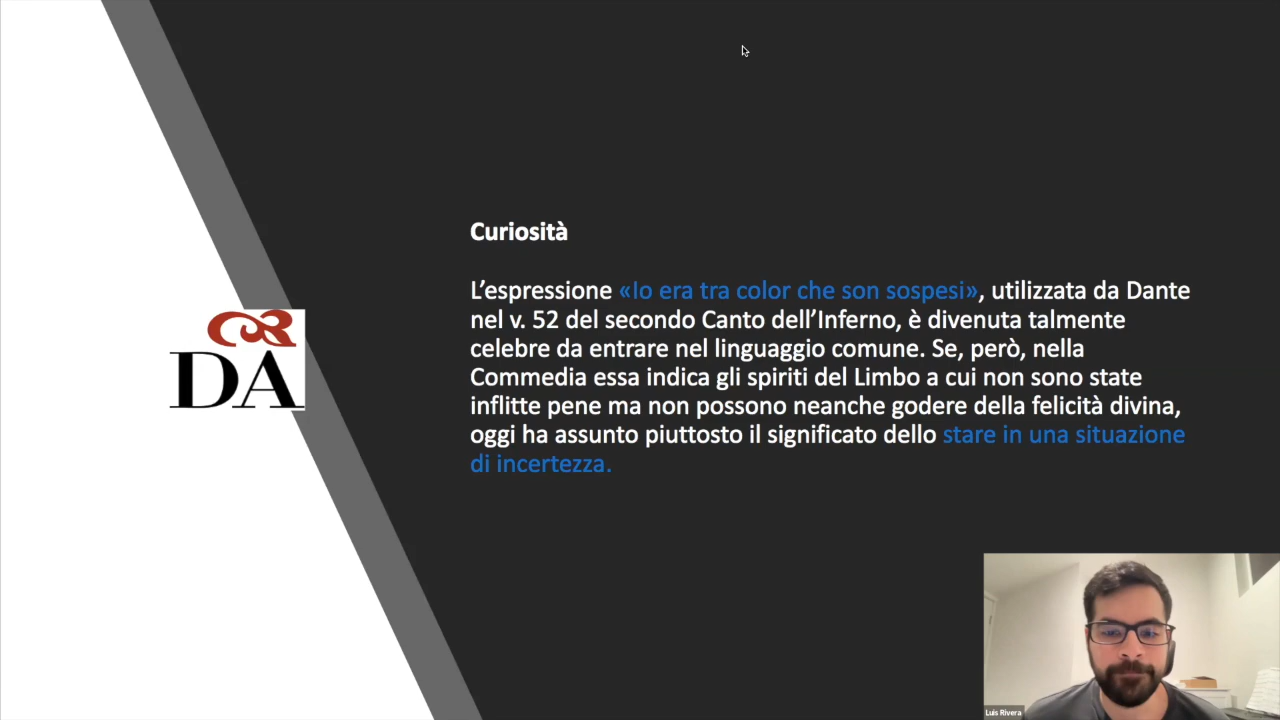 Curiosità
L’espressione «Io era tra color che son sospesi», utilizzata da Dante
nel v. 52 del secondo Canto dell’Inferno, è divenuta talmente
celebre da entrare nel linguaggio comune. Se, però, nella
Commedia essa indica gli spiriti del Limbo a cui non sono state
inflitte pene ma non possono neanche godere della felicità divina,
oggi ha assunto piuttosto il significato dello stare in una situazione
di incertezza.
DA
Luis Rivera